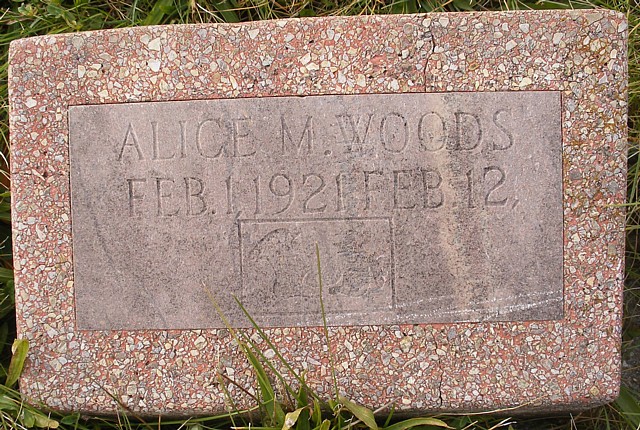 ALICE M. WOODS
FEB. 1, 1921 FEB. 12,